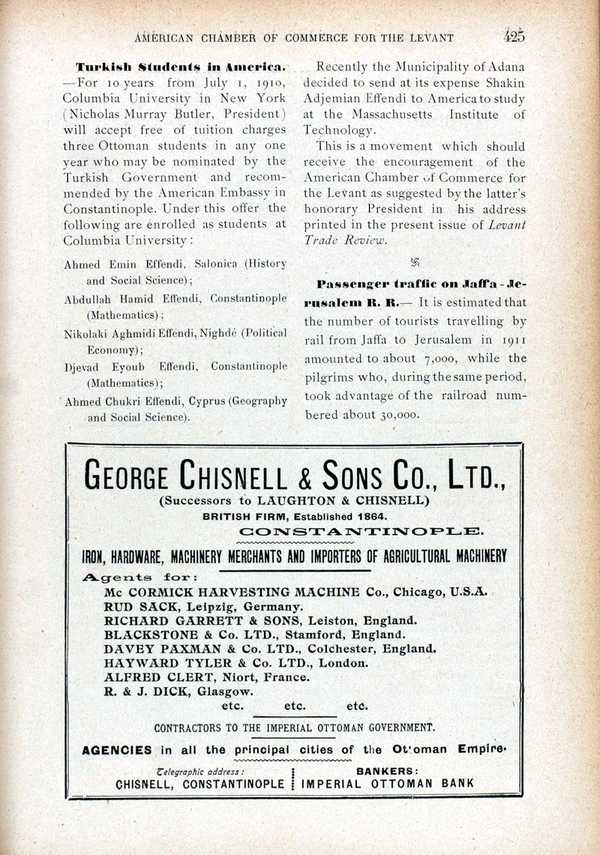 AMERICAN CHAMBER OF COMMERCE FOR THE LEVANT 425
Turkish Students in America.
—For 10 years from July 1, 1910,
Columbia University in New York
(Nicholas Murray Butler, President)
will accept free of tuition charges
three Ottoman students in any one
year who may be nominated by the
Turkish Government and recom-
mended by the American Embassy in
Constantinople. Under this offer the
following are enrolled as students at
Columbia University:
Ahmed Emin Effendi, Salonica (History
and Social Science);
Abdullah Hamid Effendi, Constantinople
(Mathematics);
Nikolaki Aghmidi Effendi, Nighdé (Political
Economy);
Djevad Eyoub Effendi, Constantinople
(Mathematics);
Ahmed Chukri Effendi, Cyprus (Geography
and Social Science).
Recently the Municipality of Adana
decided to send at its expense Shakin
Adjemian Effendi to America to study
at the Massachusetts Institute of
Technology.
This is a movement which should
receive the encouragement of the
American Chamber of Commerce for
the Levant as suggested by the latter's
honorary President in his address
printed in the present issue of Levant
Trade Review.
Passenger traffic on Jaffa-Je-
rusalem R. R.— It is estimated that
the number of tourists travelling by
rail from Jaffa to Jerusalem in 1911
amounted to about 7,000, while the
pilgrims who, during the same period,
took advantage of the railroad num-
bered about 30,000.
GEORGE CHISNELL & SONS CO., LTD.,
(Successors to LAUGHTON & CHISNELL)
BRITISH FIRM, Established 1864.
CONSTANTINOPLE.
IRON, HARDWARE, MACHINERY MERCHANTS AND IMPORTERS OF AGRICULTURAL MACHINERY
Agents for:
Mc CORMICK HARVESTING MACHINE Co., Chicago, U.S.A.
RUD SACK, Leipzig, Germany.
RICHARD GARRETT & SONS, Leiston, England.
BLACKSTONE & Co. LTD., Stamford, England.
DAVEY PAXMAN & Co. LTD., Colchester, England.
HAYWARD TYLER & Co. LTD., London.
ALFRED CLERT, Niort, France.
R. & J. DICK, Glasgow.
etc. etc. etc.
CONTRACTORS TO THE IMPERIAL OTTOMAN GOVERNMENT.
AGENCIES in all the principal cities of the Ottoman Empire.
Telegraphic address:
CHISNELL, CONSTANTINOPLE
BANKERS:
IMPERIAL OTTOMAN BANK